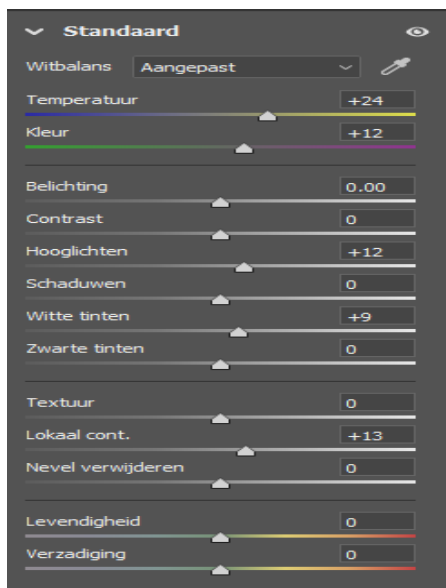 Standaard
Witbalans Aangepast
Temperatuur +24
Kleur +12
Belichting 0.00
Contrast 0
Hooglichten +12
Schaduwen 0
Witte tinten +9
Zwarte tinten 0
Textuur 0
Lokaal cont. +13
Nevel verwijderen 0
Levendigheid 0
Verzadiging 0